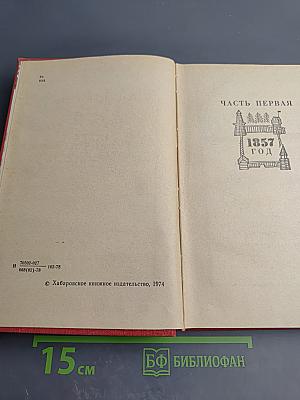 ЧАСТЬ ПЕРВАЯ
1857
ГОД
© Хабаровское книжное издательство, 1974
15 см
БФ БИБЛИОФАН